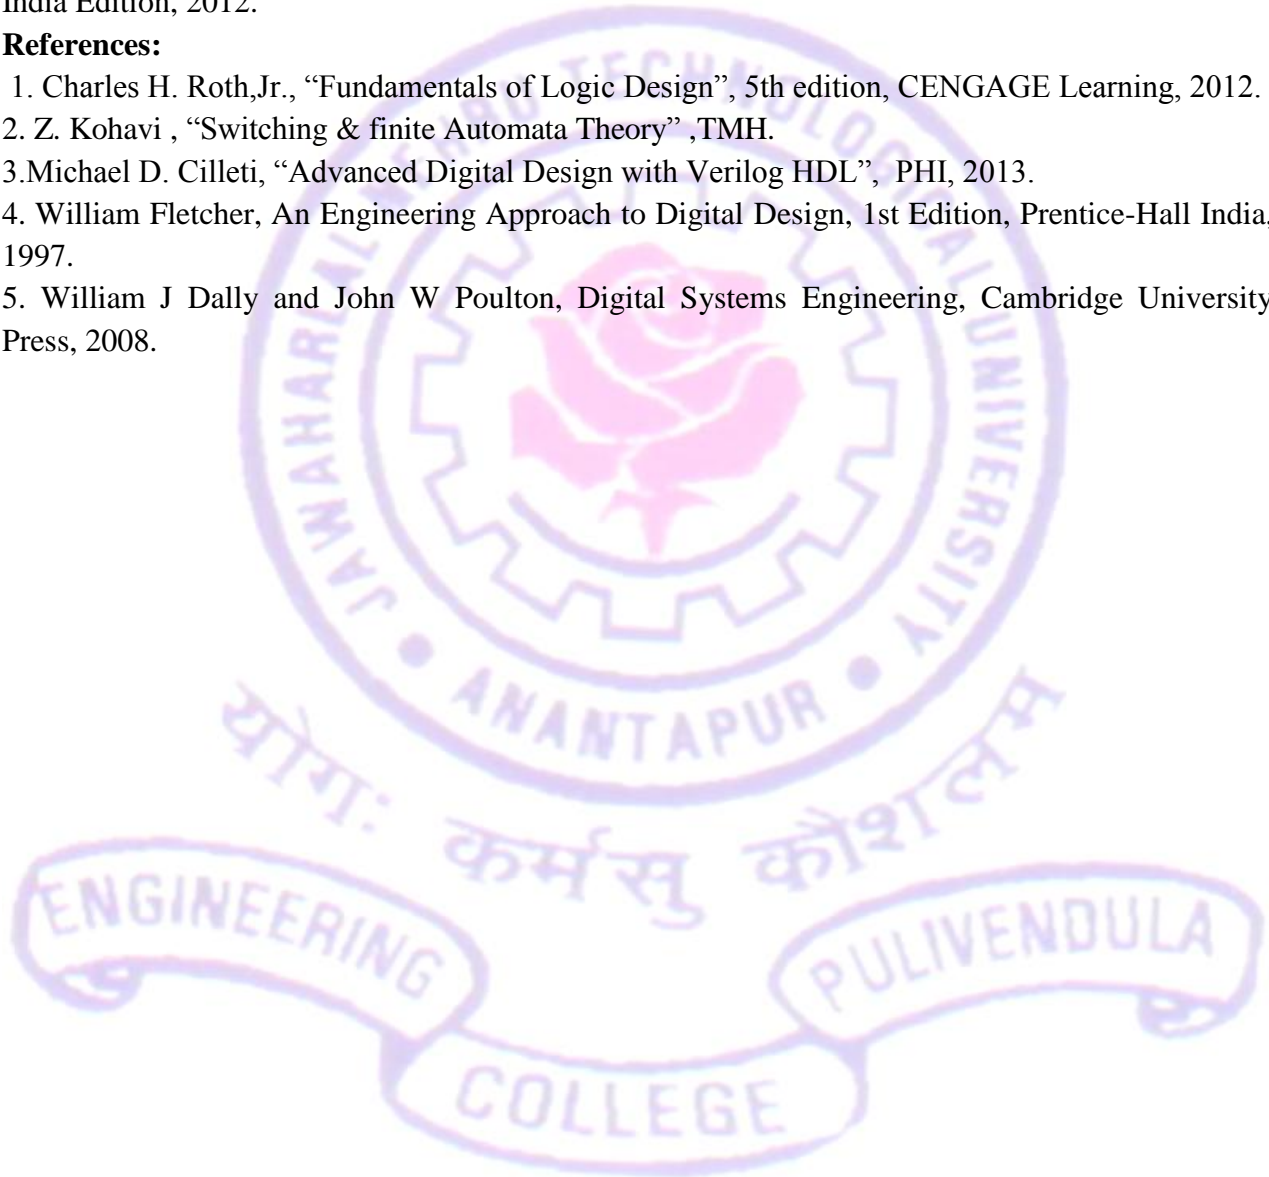 India Edition, 2012.
References:
1. Charles H. Roth,Jr., “Fundamentals of Logic Design”, 5th edition, CENGAGE Learning, 2012.
2. Z. Kohavi , “Switching & finite Automata Theory” ,TMH.
3.Michael D. Cilleti, “Advanced Digital Design with Verilog HDL”, PHI, 2013.
4. William Fletcher, An Engineering Approach to Digital Design, 1st Edition, Prentice-Hall India,
1997.
5. William J Dally and John W Poulton, Digital Systems Engineering, Cambridge University
Press, 2008.
JAWAHARLAL NEHRU TECHNOLOGICAL UNIVERSITY
ANANTAPUR
योग: कर्मसु कौशलम
ENGINEERING
COLLEGE
PULIVENDULA